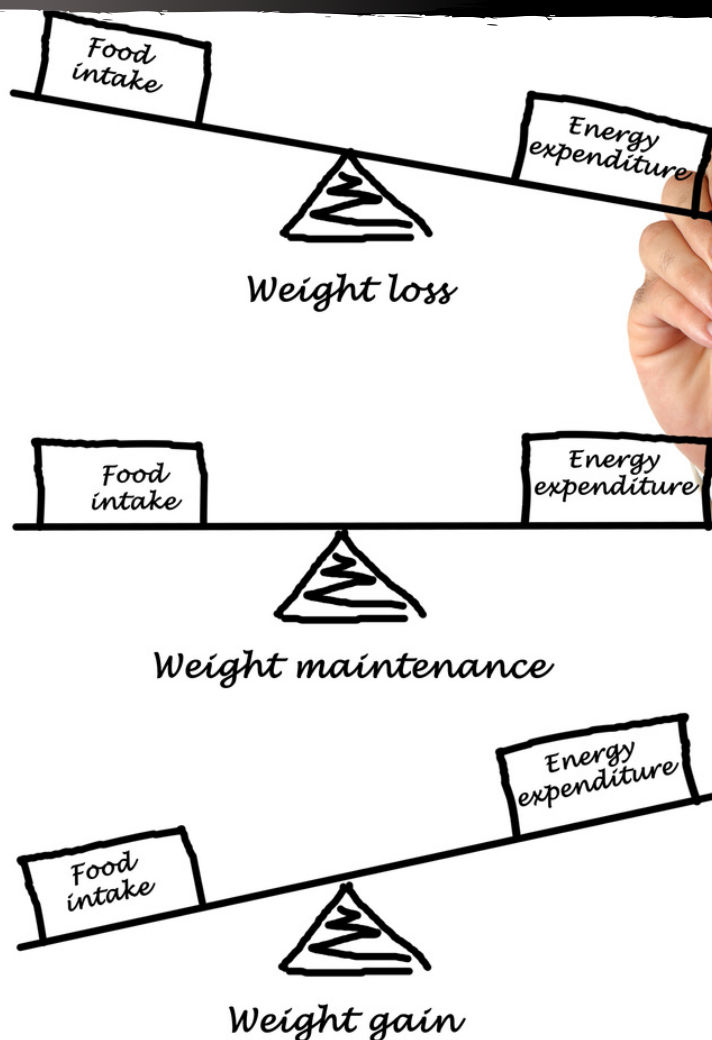 Food
intake
Energy
expenditure
Weight loss
Food
intake
Energy
expenditure
Weight maintenance
Energy
expenditure
Food
intake
Weight gain